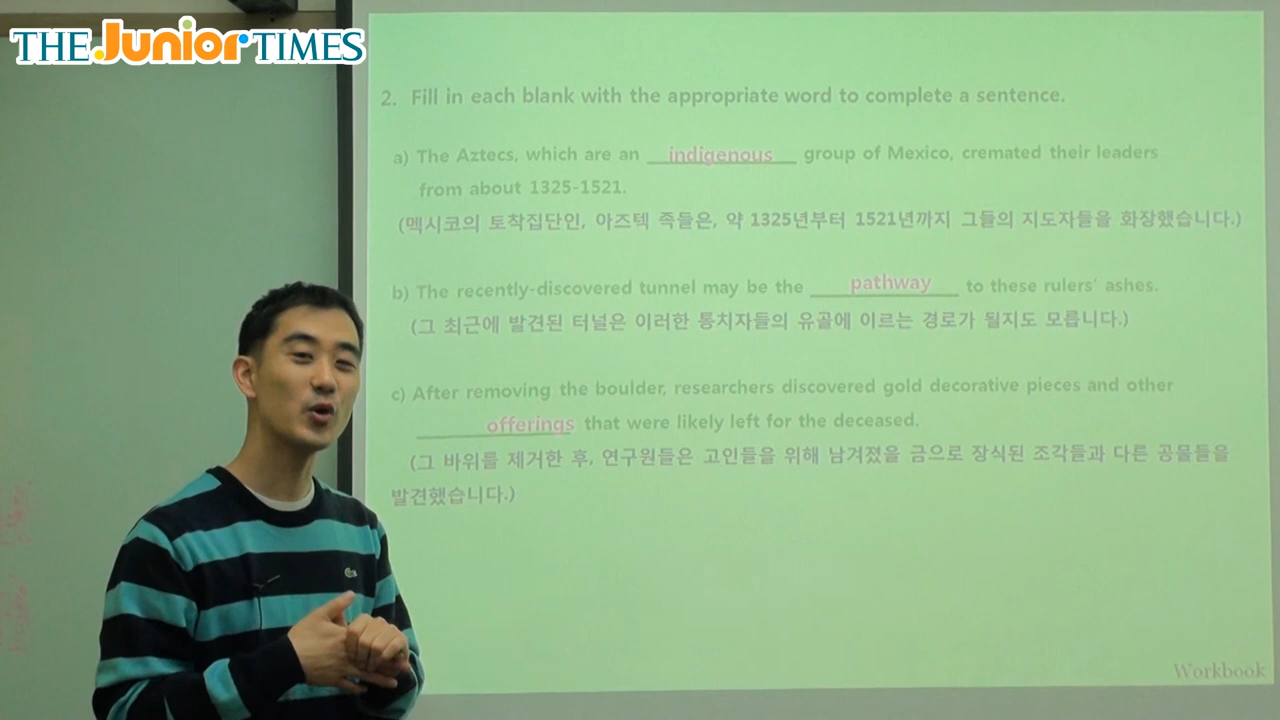 THE Junior TIMES
2. Fill in each blank with the appropriate word to complete a sentence.
a) The Aztecs, which are an indigenous group of Mexico, cremated their leaders
from about 1325-1521.
(멕시코의 토착집단인, 아즈텍 족들은, 약 1325년부터 1521년까지 그들의 지도자들을 화장했습니다.)
b) The recently-discovered tunnel may be the pathway to these rulers' ashes.
(그 최근에 발견된 터널은 이러한 통치자들의 유골에 이르는 경로가 될지도 모릅니다.)
c) After removing the boulder, researchers discovered gold decorative pieces and other
offerings that were likely left for the deceased.
(그 바위를 제거한 후, 연구원들은 고인들을 위해 남겨졌을 금으로 장식된 조각들과 다른 공물들을
발견했습니다.)
Workbook